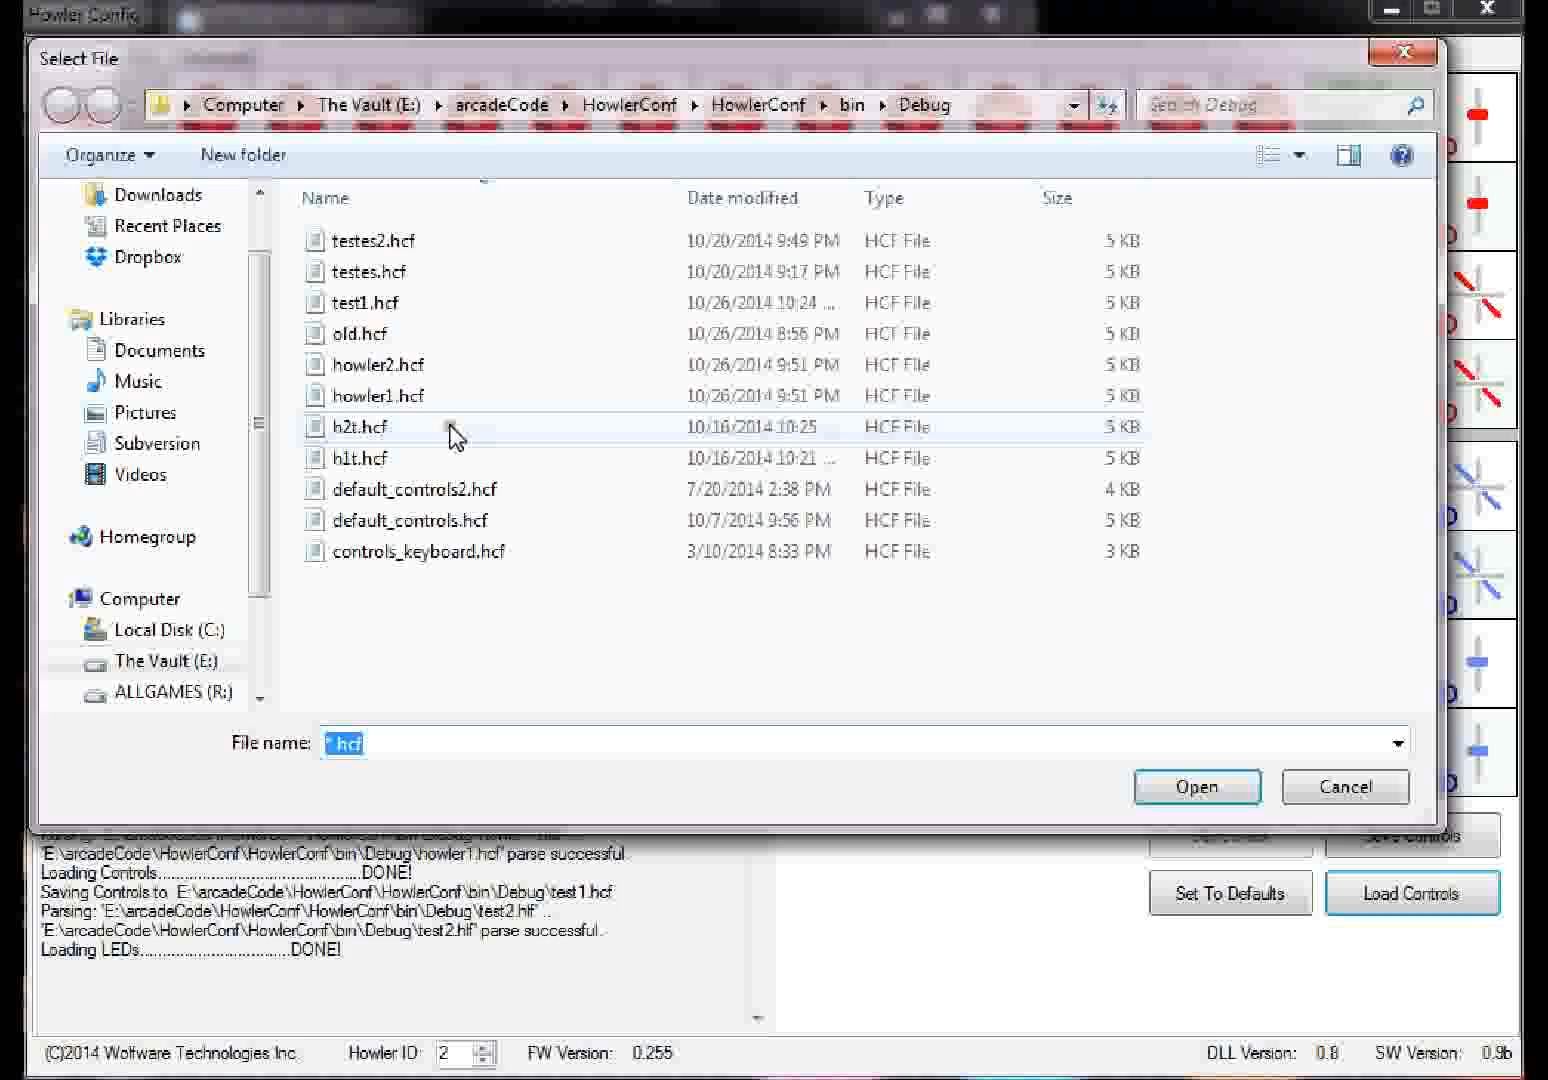 Howler Config
Select File
Computer The Vault (E:) arcadeCode HowlerConf HowlerConf bin Debug Search Debug
Organize New folder
Name Date modified Type Size
Downloads
Recent Places
Dropbox
Libraries
Documents
Music
Pictures
Subversion
Videos
Homegroup
Computer
Local Disk (C:)
The Vault (E:)
ALLGAMES (R:)
testes2.hcf 10/20/2014 9:49 PM HCF File 5 KB
testes.hcf 10/20/2014 9:17 PM HCF File 5 KB
test1.hcf 10/26/2014 10:24 ... HCF File 5 KB
old.hcf 10/26/2014 8:56 PM HCF File 5 KB
howler2.hcf 10/26/2014 9:51 PM HCF File 5 KB
howler1.hcf 10/26/2014 9:51 PM HCF File 5 KB
h2t.hcf 10/16/2014 10:25 HCF File 5 KB
h1t.hcf 10/16/2014 10:21 ... HCF File 5 KB
default_controls2.hcf 7/20/2014 2:38 PM HCF File 4 KB
default_controls.hcf 10/7/2014 9:56 PM HCF File 5 KB
controls_keyboard.hcf 3/10/2014 8:33 PM HCF File 3 KB
File name: *.hcf
Open Cancel
'E:\arcadeCode\HowlerConf\HowlerConf\bin\Debug\howler1.hcf' parse successful.
Loading Controls..............................................DONE!
Saving Controls to E:\arcadeCode\HowlerConf\HowlerConf\bin\Debug\test1.hcf
Parsing: 'E:\arcadeCode\HowlerConf\HowlerConf\bin\Debug\test2.hlf' ..
'E:\arcadeCode\HowlerConf\HowlerConf\bin\Debug\test2.hlf' parse successful.
Loading LEDs...................................DONE!
Save Controls
Set To Defaults Load Controls
(C)2014 Wolfware Technologies Inc. Howler ID: 2 FW Version: 0.255 DLL Version: 0.8 SW Version: 0.9b